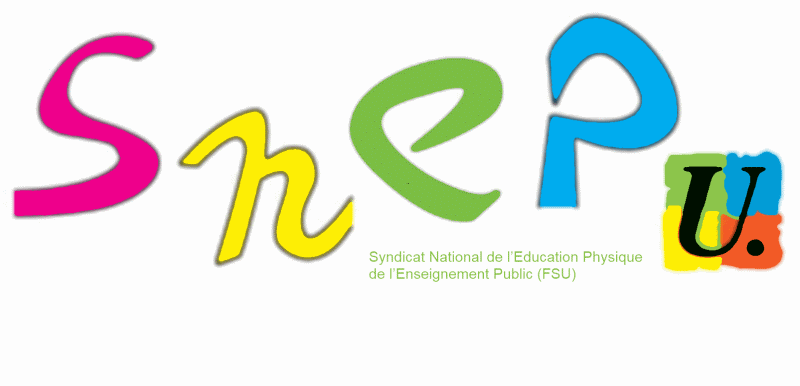 Snep
U.
Syndicat National de l'Education Physique
de l'Enseignement Public (FSU)